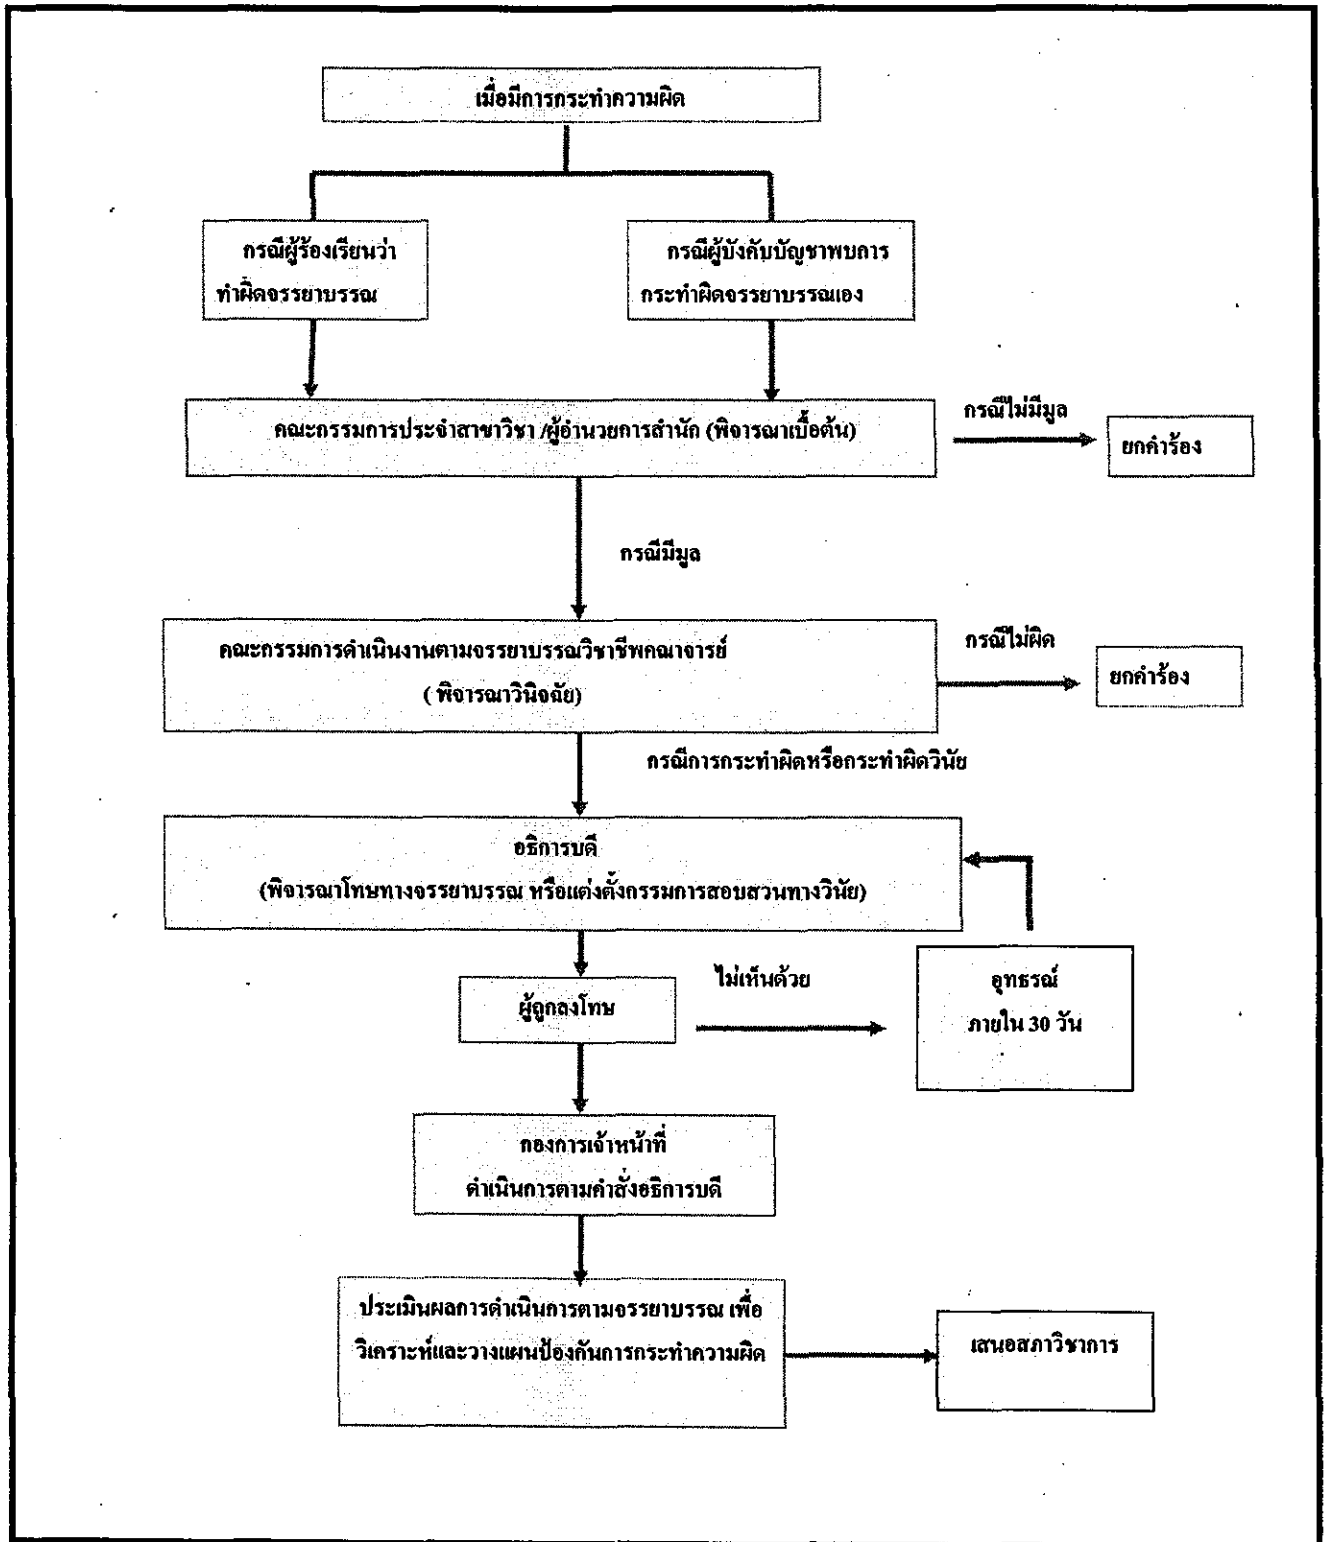 เมื่อมีการกระทำความผิด
กรณีผู้ร้องเรียนว่า
ทำผิดจรรยาบรรณ
กรณีผู้บังคับบัญชาพบการ
กระทำผิดจรรยาบรรณเอง
คณะกรรมการประจำสาขาวิชา /ผู้อำนวยการสำนัก (พิจารณาเบื้อต้น)
กรณีไม่มีมูล
ยกคำร้อง
กรณีมีมูล
คณะกรรมการดำเนินงานตามจรรยาบรรณวิชาชีพคณาจารย์
( พิจารณาวินิจฉัย)
กรณีไม่ผิด
ยกคำร้อง
กรณีการกระทำผิดหรือกระทำผิดวินัย
อธิการบดี
(พิจารณาโทษทางจรรยาบรรณ หรือแต่งตั้งกรรมการสอบสวนทางวินัย)
ผู้ถูกลงโทษ
ไม่เห็นด้วย
อุทธรณ์
ภายใน 30 วัน
กองการเจ้าหน้าที่
ดำเนินการตามคำสั่งอธิการบดี
ประเมินผลการดำเนินการตามจรรยาบรรณ เพื่อ
วิเคราะห์และวางแผนป้องกันการกระทำความผิด
เสนอสภาวิชาการ